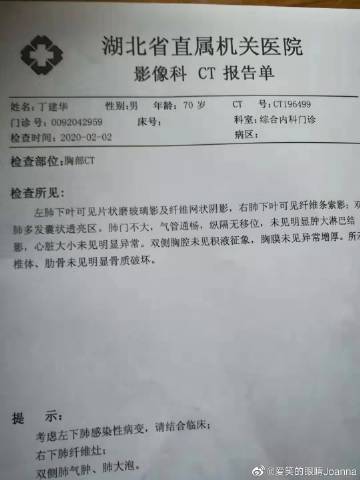 湖北省直属机关医院
影像科 CT 报告单
姓名:丁建华 性别:男 年龄:70 岁 CT 号:CT196499
门诊号:0092042959 床号: 科室:综合内科门诊
检查时间:2020-02-02 病区:
检查部位:胸部CT
检查所见:
左肺下叶可见片状磨玻璃影及纤维网状阴影，右肺下叶可见纤维条索影；双
肺多发囊状透亮区。肺门不大，气管通畅，纵隔无移位，未见明显肿大淋巴结
影，心脏大小未见明显异常。双侧胸腔未见积液征象，胸膜未见异常增厚。所示
椎体、肋骨未见明显骨质破坏。
提 示:
考虑左下肺感染性病变，请结合临床；
右下肺纤维灶；
双侧肺气肿、肺大泡。
@爱笑的眼睛Joanna